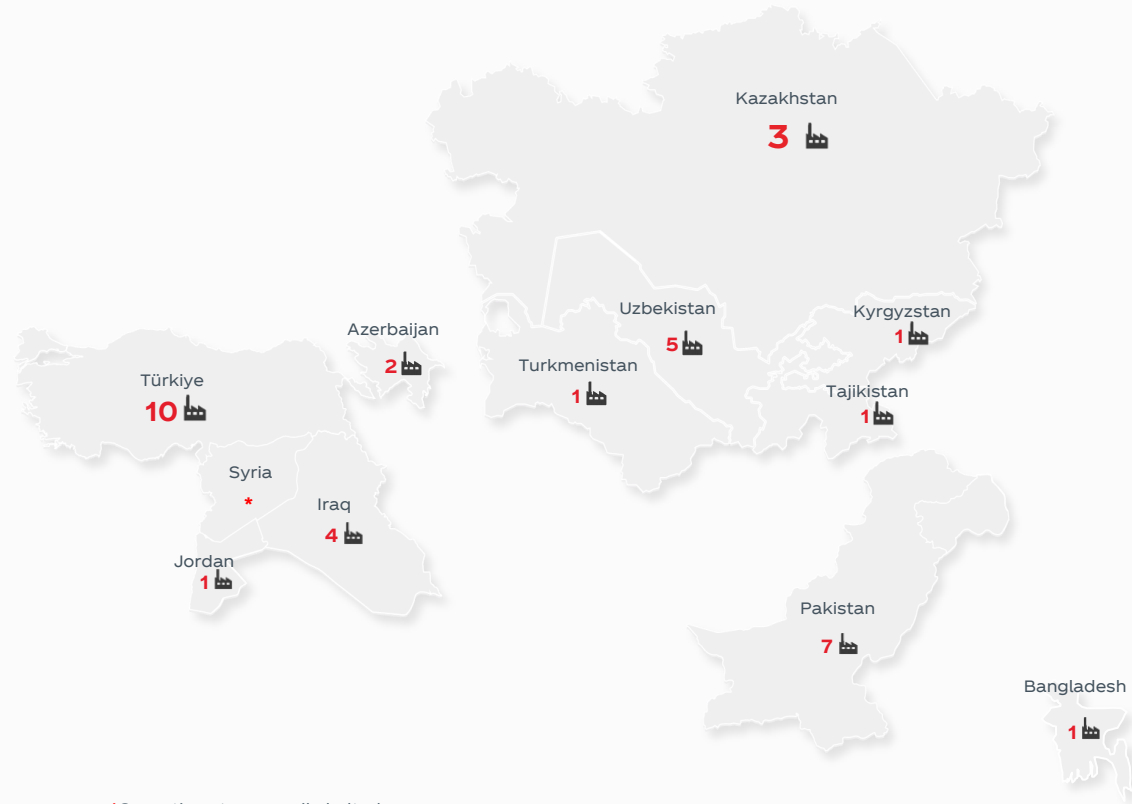 Kazakhstan
3
Uzbekistan
5
Kyrgyzstan
1
Azerbaijan
2
Turkmenistan
1
Türkiye
10
Tajikistan
1
Syria
*
Iraq
4
Jordan
1
Pakistan
7
Bangladesh
1